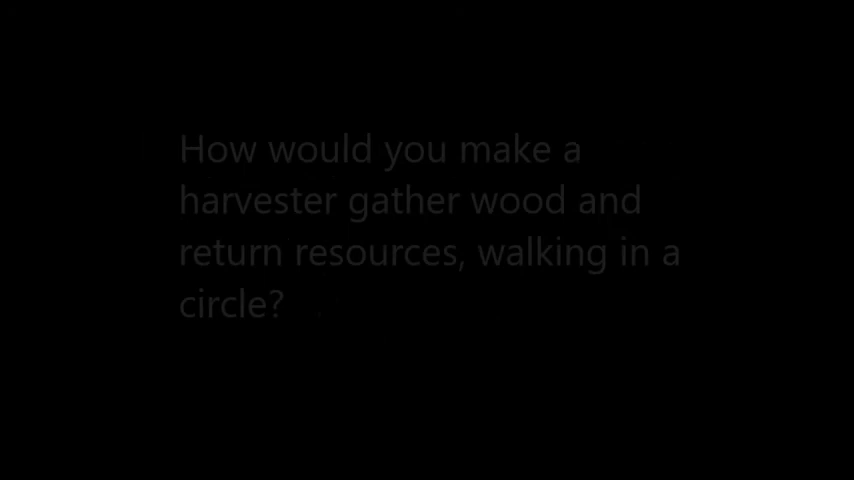 How would you make a
harvester gather wood and
return resources, walking in a
circle?